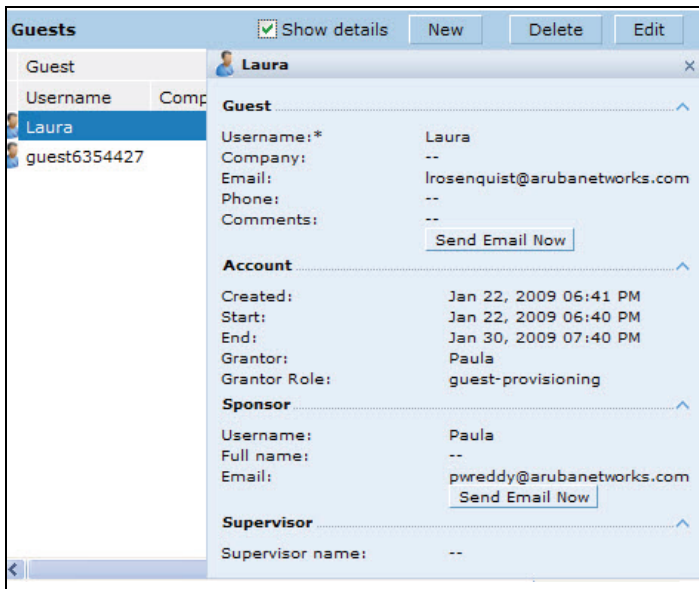 Guests Show details New Delete Edit
Guest
Username Comp
Laura
guest6354427
Laura ×
Guest
Username:* Laura
Company: --
Email: lrosenquist@arubanetworks.com
Phone: --
Comments: --
Send Email Now
Account
Created: Jan 22, 2009 06:41 PM
Start: Jan 22, 2009 06:40 PM
End: Jan 30, 2009 07:40 PM
Grantor: Paula
Grantor Role: guest-provisioning
Sponsor
Username: Paula
Full name: --
Email: pwreddy@arubanetworks.com
Send Email Now
Supervisor
Supervisor name: --